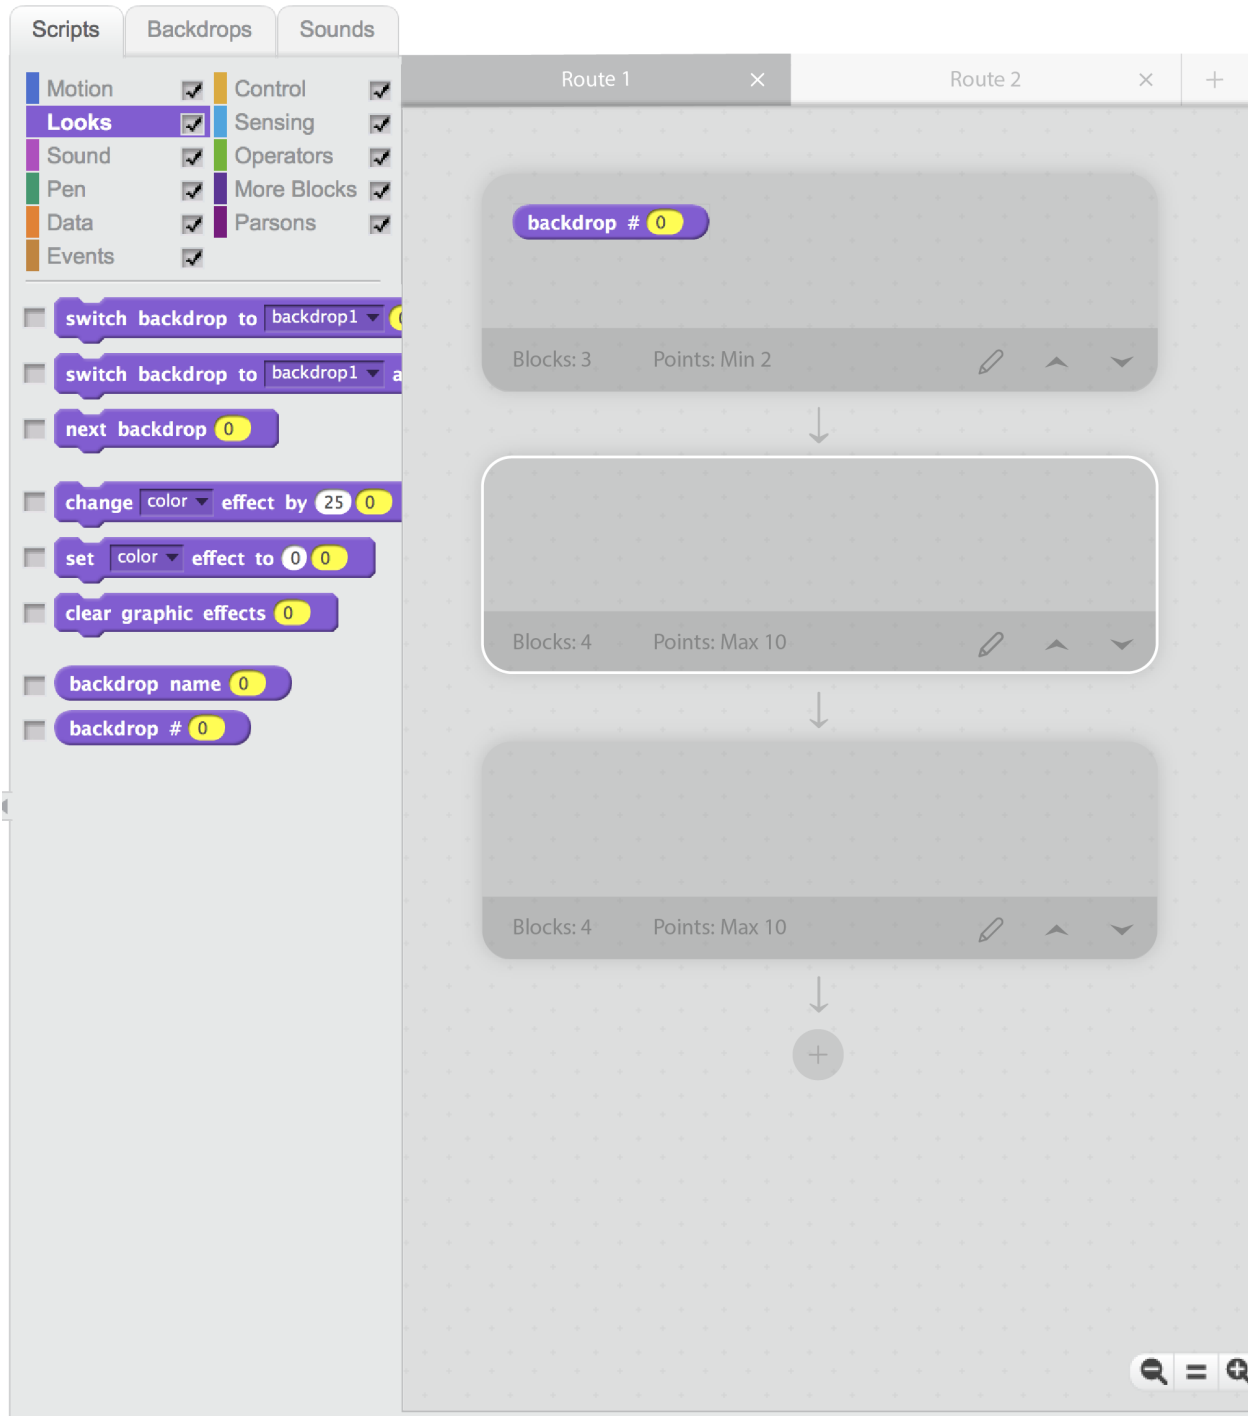 Scripts Backdrops Sounds
Motion Control
Looks Sensing
Sound Operators
Pen More Blocks
Data Parsons
Events
switch backdrop to backdrop1
switch backdrop to backdrop1 a
next backdrop 0
change color effect by 25 0
set color effect to 0 0
clear graphic effects 0
backdrop name 0
backdrop # 0
Route 1 × Route 2 × +
backdrop # 0
Blocks: 3 Points: Min 2
Blocks: 4 Points: Max 10
Blocks: 4 Points: Max 10
+